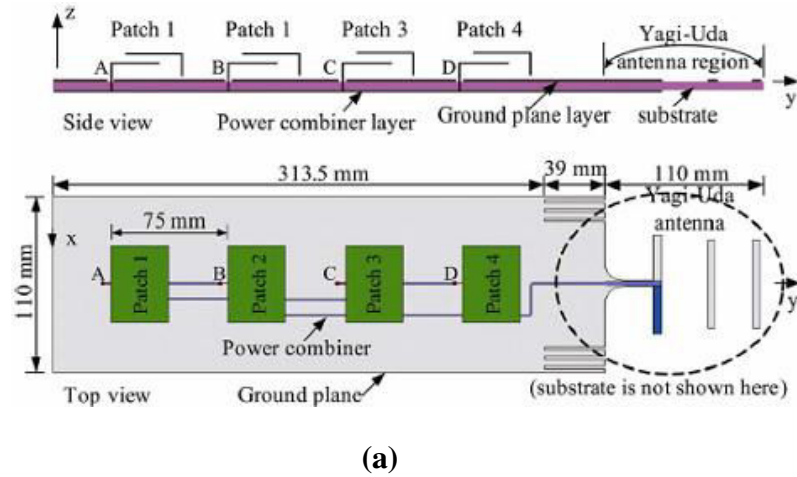 z
Patch 1 Patch 1 Patch 3 Patch 4 Yagi-Uda
antenna region
A B C D
y
Side view Power combiner layer Ground plane layer substrate
313.5 mm 39 mm 110 mm
Yagi-Uda
antenna
75 mm
x
110 mm
A Patch 1 B Patch 2 C Patch 3 D Patch 4
y
Power combiner
Top view Ground plane (substrate is not shown here)
(a)